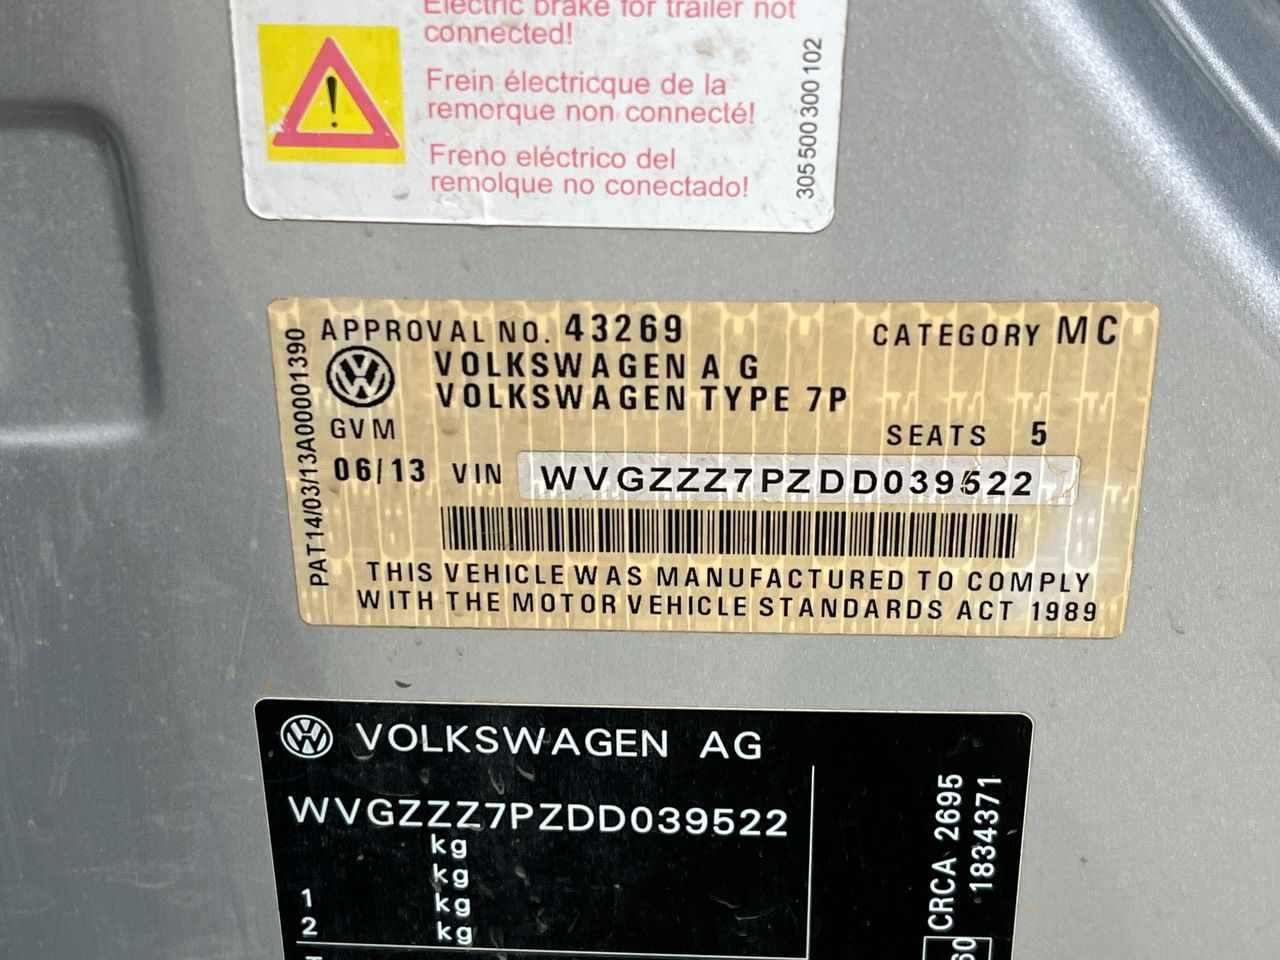 Electric brake for trailer not
connected!
Frein électricque de la
remorque non connecté!
Freno eléctrico del
remolque no conectado!
305 500 300 102
APPROVAL NO. 43269
CATEGORY MC
VOLKSWAGEN AG
VOLKSWAGEN TYPE 7P
GVM
SEATS 5
06/13 VIN WVGZZZ7PZDD039522
PAT14/03/13A00001390
THIS VEHICLE WAS MANUFACTURED TO COMPLY
WITH THE MOTOR VEHICLE STANDARDS ACT 1989
VOLKSWAGEN AG
WVGZZZ7PZDD039522
kg
kg
1 kg
2 kg
CRCA 2695
1834371
60